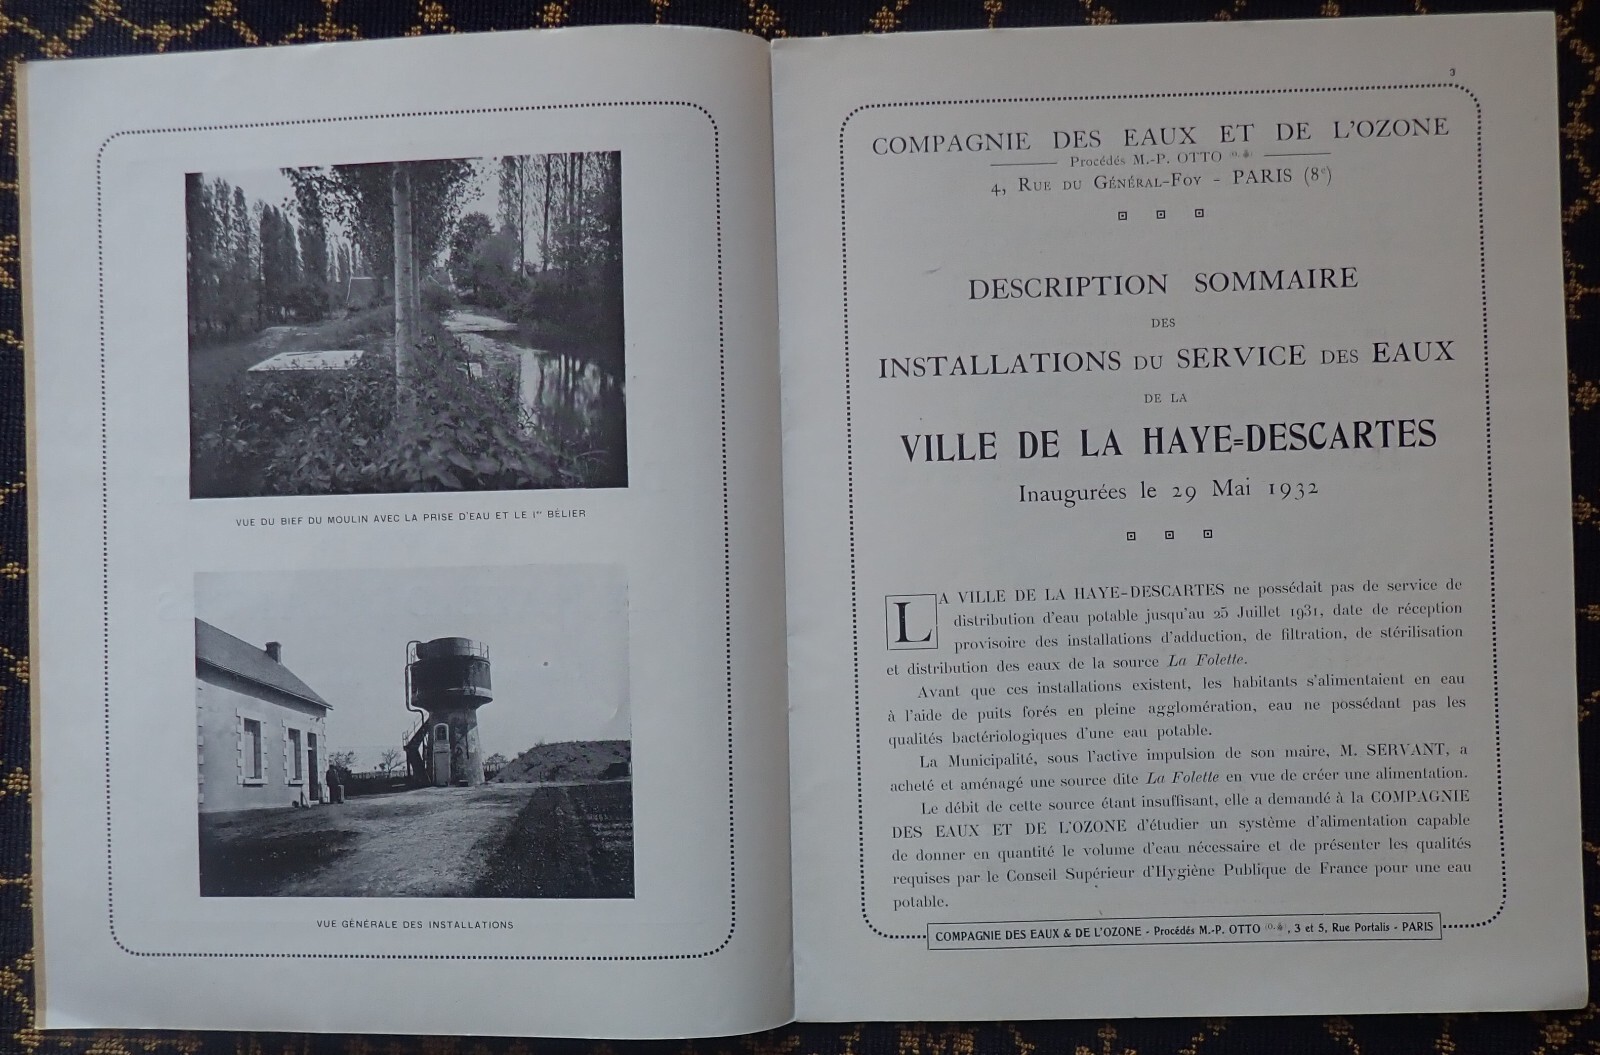 VUE DU BIEF DU MOULIN AVEC LA PRISE D'EAU ET LE 1er BÉLIER
VUE GÉNÉRALE DES INSTALLATIONS
3
COMPAGNIE DES EAUX ET DE L'OZONE
Procédés M.-P. OTTO
4, RUE DU GÉNÉRAL-FOY - PARIS (8e)
DESCRIPTION SOMMAIRE
DES
INSTALLATIONS DU SERVICE DES EAUX
DE LA
VILLE DE LA HAYE=DESCARTES
Inaugurées le 29 Mai 1932
LA VILLE DE LA HAYE-DESCARTES ne possédait pas de service de
distribution d'eau potable jusqu'au 25 Juillet 1931, date de réception
provisoire des installations d'adduction, de filtration, de stérilisation
et distribution des eaux de la source La Folette.
Avant que ces installations existent, les habitants s'alimentaient en eau
à l'aide de puits forés en pleine agglomération, eau ne possédant pas les
qualités bactériologiques d'une eau potable.
La Municipalité, sous l'active impulsion de son maire, M. SERVANT, a
acheté et aménagé une source dite La Folette en vue de créer une alimentation.
Le débit de cette source étant insuffisant, elle a demandé à la COMPAGNIE
DES EAUX ET DE L'OZONE d'étudier un système d'alimentation capable
de donner en quantité le volume d'eau nécessaire et de présenter les qualités
requises par le Conseil Supérieur d'Hygiène Publique de France pour une eau
potable.
COMPAGNIE DES EAUX & DE L'OZONE - Procédés M.-P. OTTO , 3 et 5, Rue Portalis - PARIS